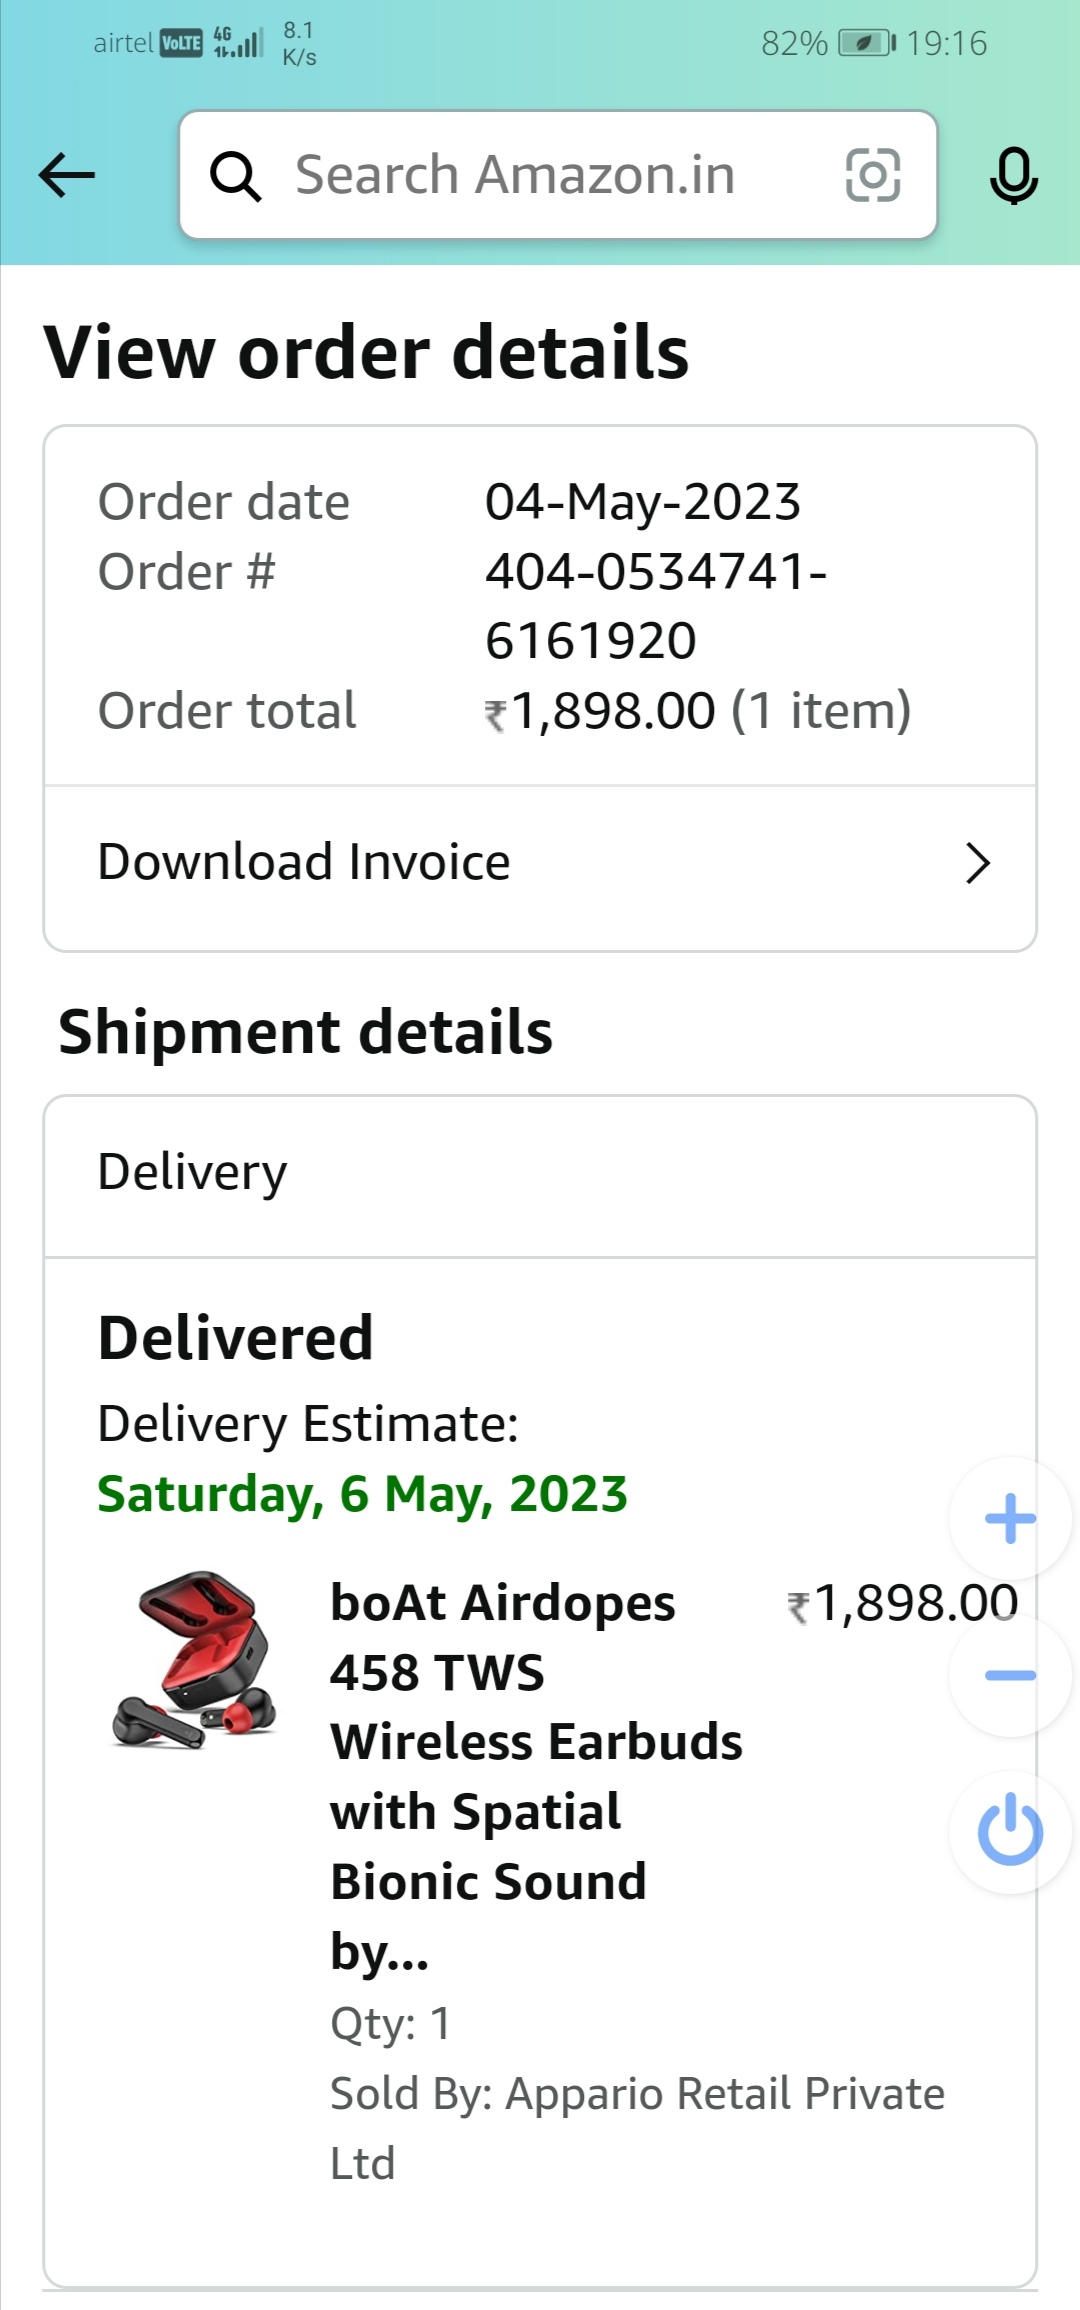 airtel VoLTE 4G 8.1 K/s 82% 19:16
Search Amazon.in
View order details
Order date 04-May-2023
Order # 404-0534741-
6161920
Order total ₹1,898.00 (1 item)
Download Invoice
Shipment details
Delivery
Delivered
Delivery Estimate:
Saturday, 6 May, 2023
boAt Airdopes ₹1,898.00
458 TWS
Wireless Earbuds
with Spatial
Bionic Sound
by...
Qty: 1
Sold By: Appario Retail Private
Ltd